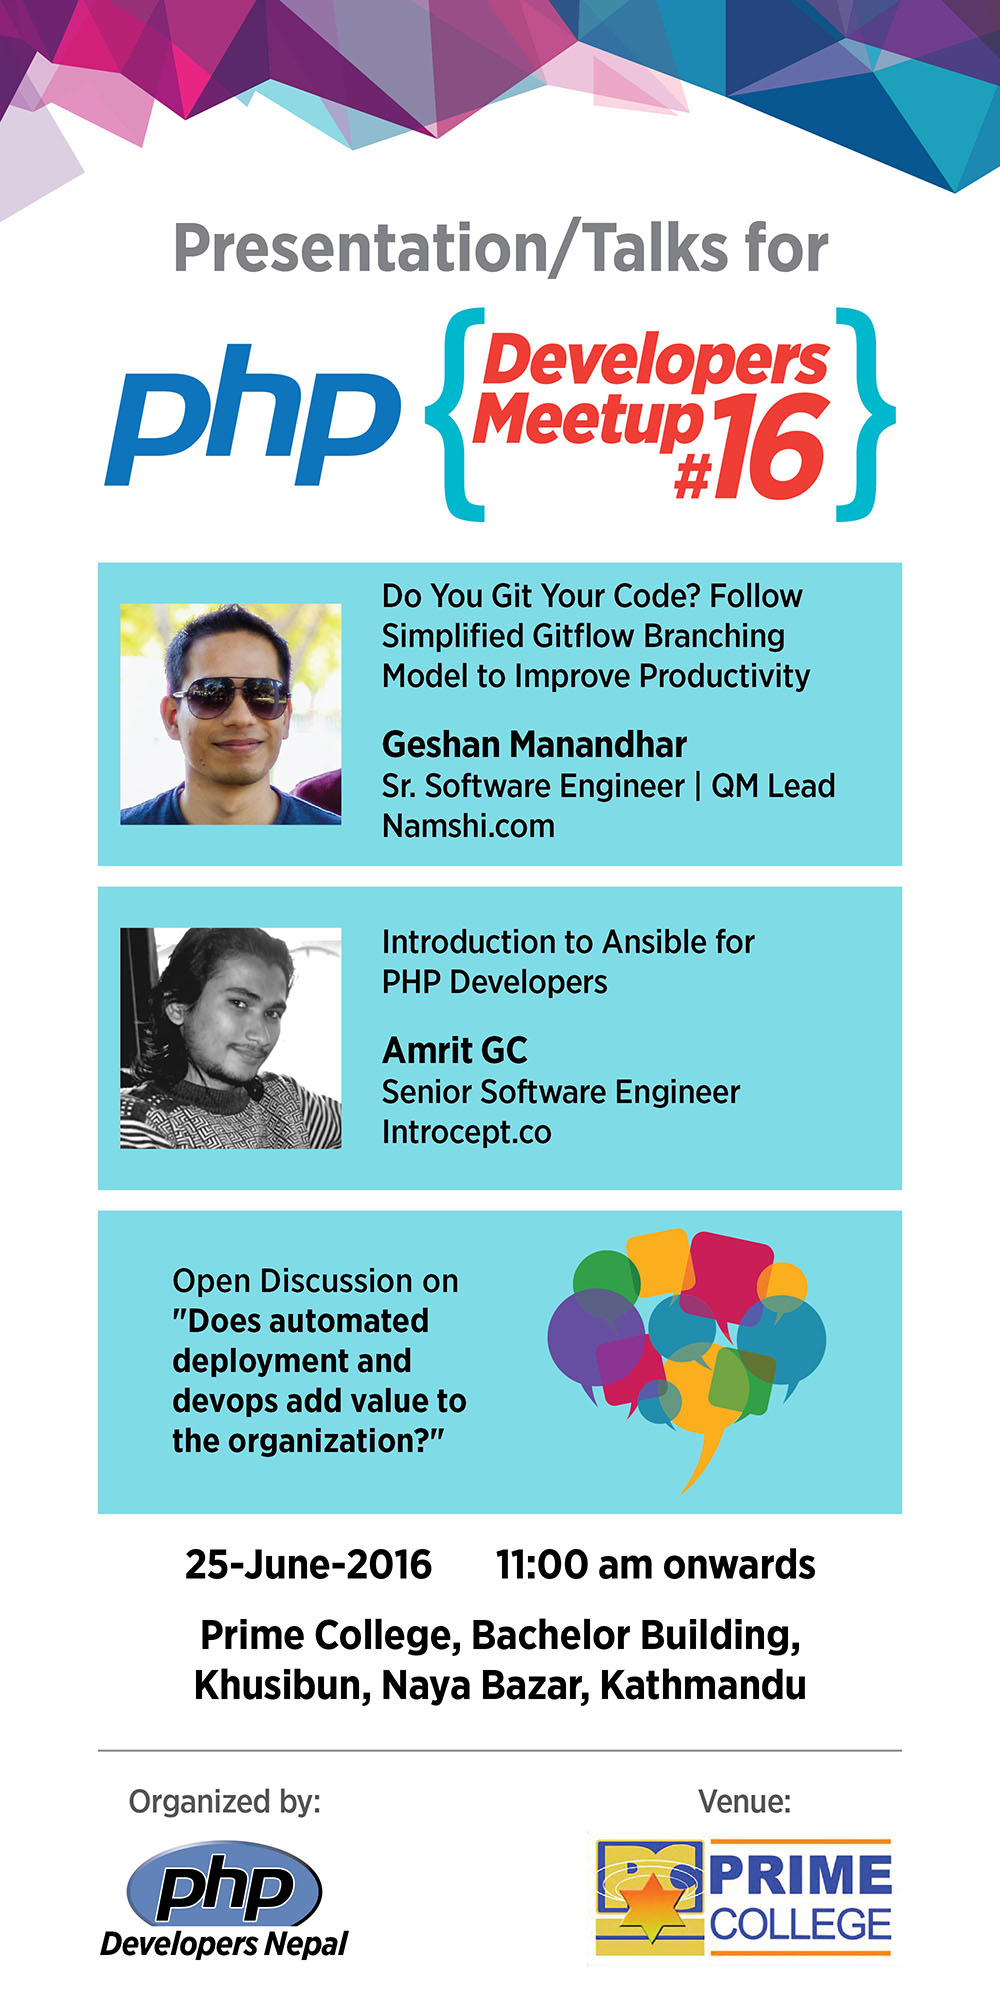 Presentation/Talks for
php { Developers
Meetup
#16 }
Do You Git Your Code? Follow
Simplified Gitflow Branching
Model to Improve Productivity
Geshan Manandhar
Sr. Software Engineer | QM Lead
Namshi.com
Introduction to Ansible for
PHP Developers
Amrit GC
Senior Software Engineer
Introcept.co
Open Discussion on
"Does automated
deployment and
devops add value to
the organization?"
25-June-2016 11:00 am onwards
Prime College, Bachelor Building,
Khusibun, Naya Bazar, Kathmandu
Organized by:
php
Developers Nepal
Venue:
PRIME
COLLEGE